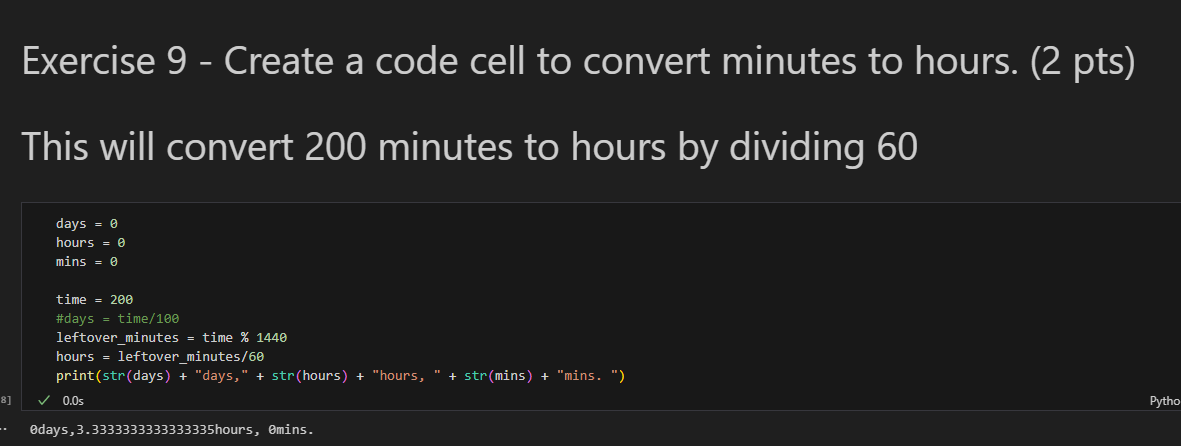 Exercise 9 - Create a code cell to convert minutes to hours. (2 pts)
This will convert 200 minutes to hours by dividing 60
days = 0
hours = 0
mins = 0
time = 200
#days = time/100
leftover_minutes = time % 1440
hours = leftover_minutes/60
print(str(days) + "days," + str(hours) + "hours, " + str(mins) + "mins. ")
8]
0.0s
Pytho
0days,3.3333333333333335hours, 0mins.